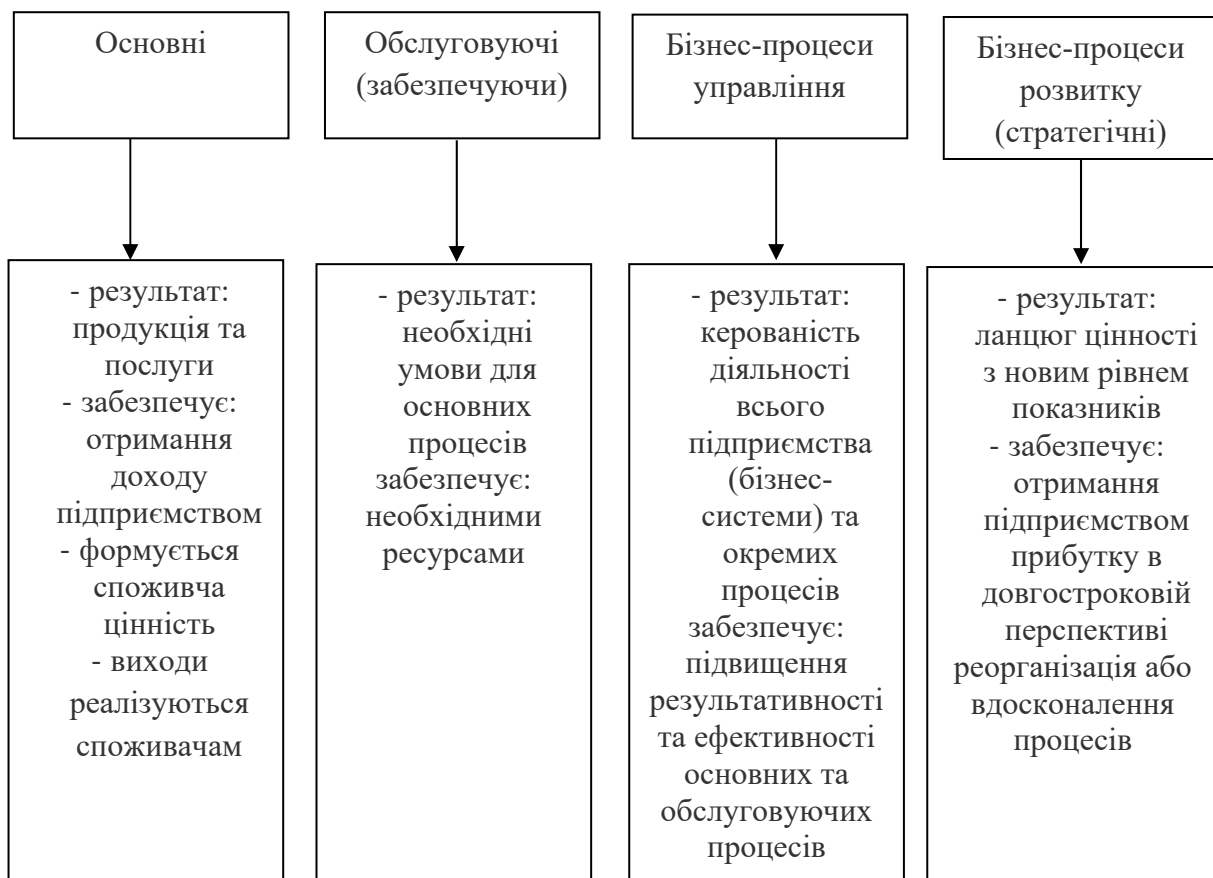 Основні
Обслуговуючі
(забезпечуючи)
Бізнес-процеси
управління
Бізнес-процеси
розвитку
(стратегічні)
- результат:
продукція та
послуги
- забезпечує:
отримання
доходу
підприємством
- формується
споживча
цінність
- виходи
реалізуються
споживачам
- результат:
необхідні
умови для
основних
процесів
забезпечує:
необхідними
ресурсами
- результат:
керованість
діяльності
всього
підприємства
(бізнес-
системи) та
окремих
процесів
забезпечує:
підвищення
результативності
та ефективності
основних та
обслуговуючих
процесів
- результат:
ланцюг цінності
з новим рівнем
показників
- забезпечує:
отримання
підприємством
прибутку в
довгостроковій
перспективі
реорганізація або
вдосконалення
процесів